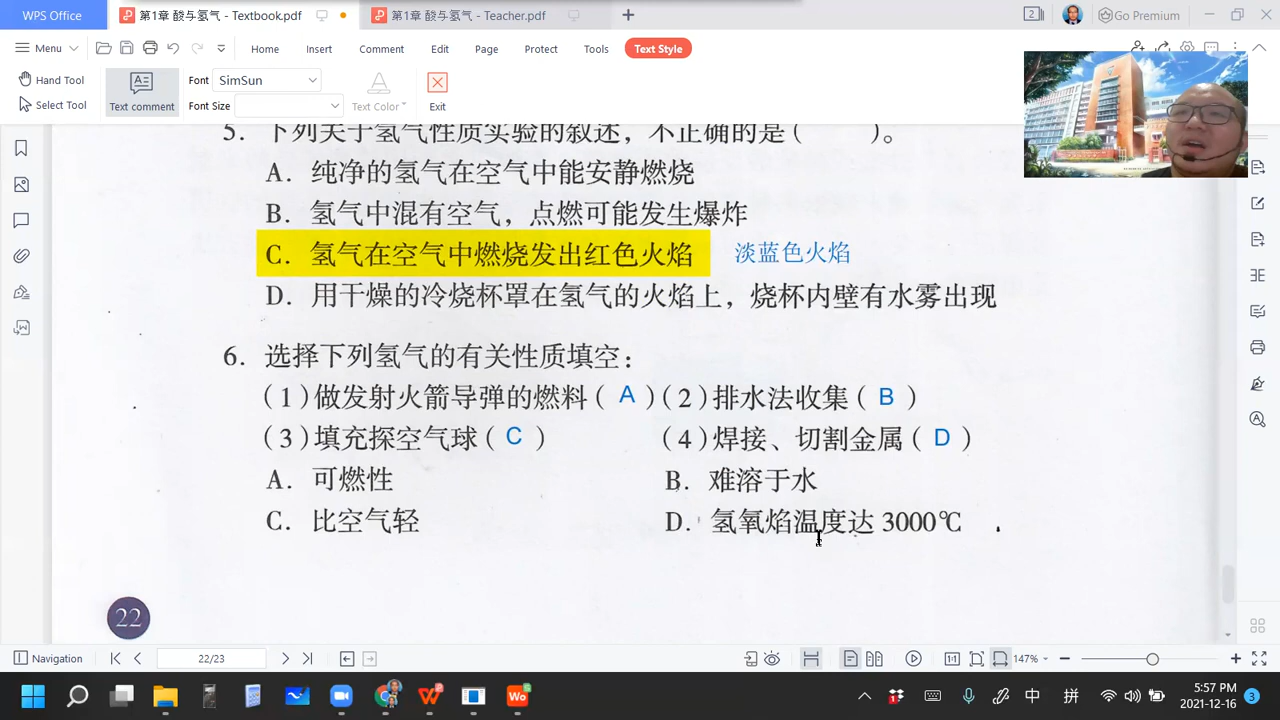 WPS Office
第1章 酸与氢气 - Textbook.pdf
第1章 酸与氢气 - Teacher.pdf
2
Go Premium
Menu
Home
Insert
Comment
Edit
Page
Protect
Tools
Text Style
Hand Tool
Select Tool
Text comment
Font SimSun
Font Size
Text Color
Exit
5. 下列关于氢气性质实验的叙述，不正确的是（ ）。
A. 纯净的氢气在空气中能安静燃烧
B. 氢气中混有空气，点燃可能发生爆炸
C. 氢气在空气中燃烧发出红色火焰 淡蓝色火焰
D. 用干燥的冷烧杯罩在氢气的火焰上，烧杯内壁有水雾出现
6. 选择下列氢气的有关性质填空：
（1）做发射火箭导弹的燃料（ A ）（2）排水法收集（ B ）
（3）填充探空气球（ C ） （4）焊接、切割金属（ D ）
A. 可燃性 B. 难溶于水
C. 比空气轻 D. 氢氧焰温度达 3000℃
22
Navigation
22/23
147%
中
拼
5:57 PM
2021-12-16
3